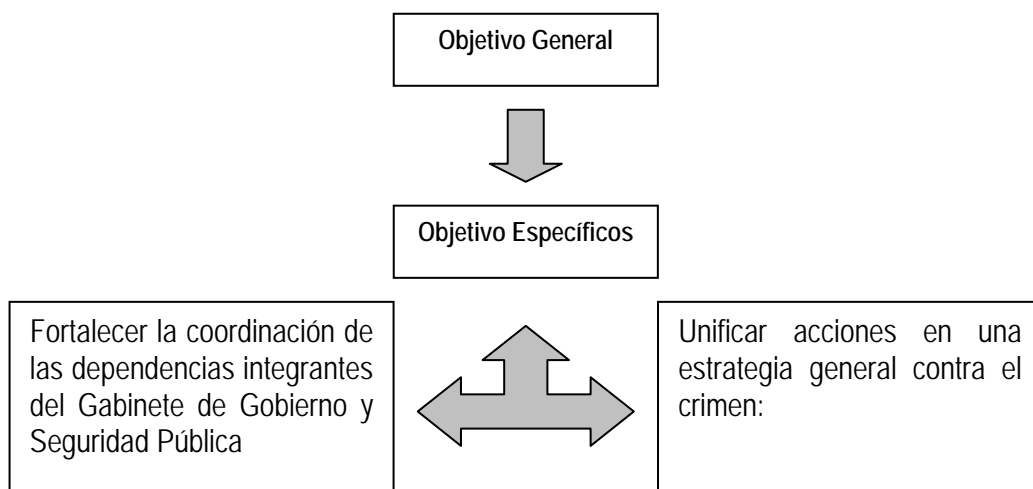 Objetivo General
Objetivo Específicos
Fortalecer la coordinación de
las dependencias integrantes
del Gabinete de Gobierno y
Seguridad Pública
Unificar acciones en una
estrategia general contra el
crimen: